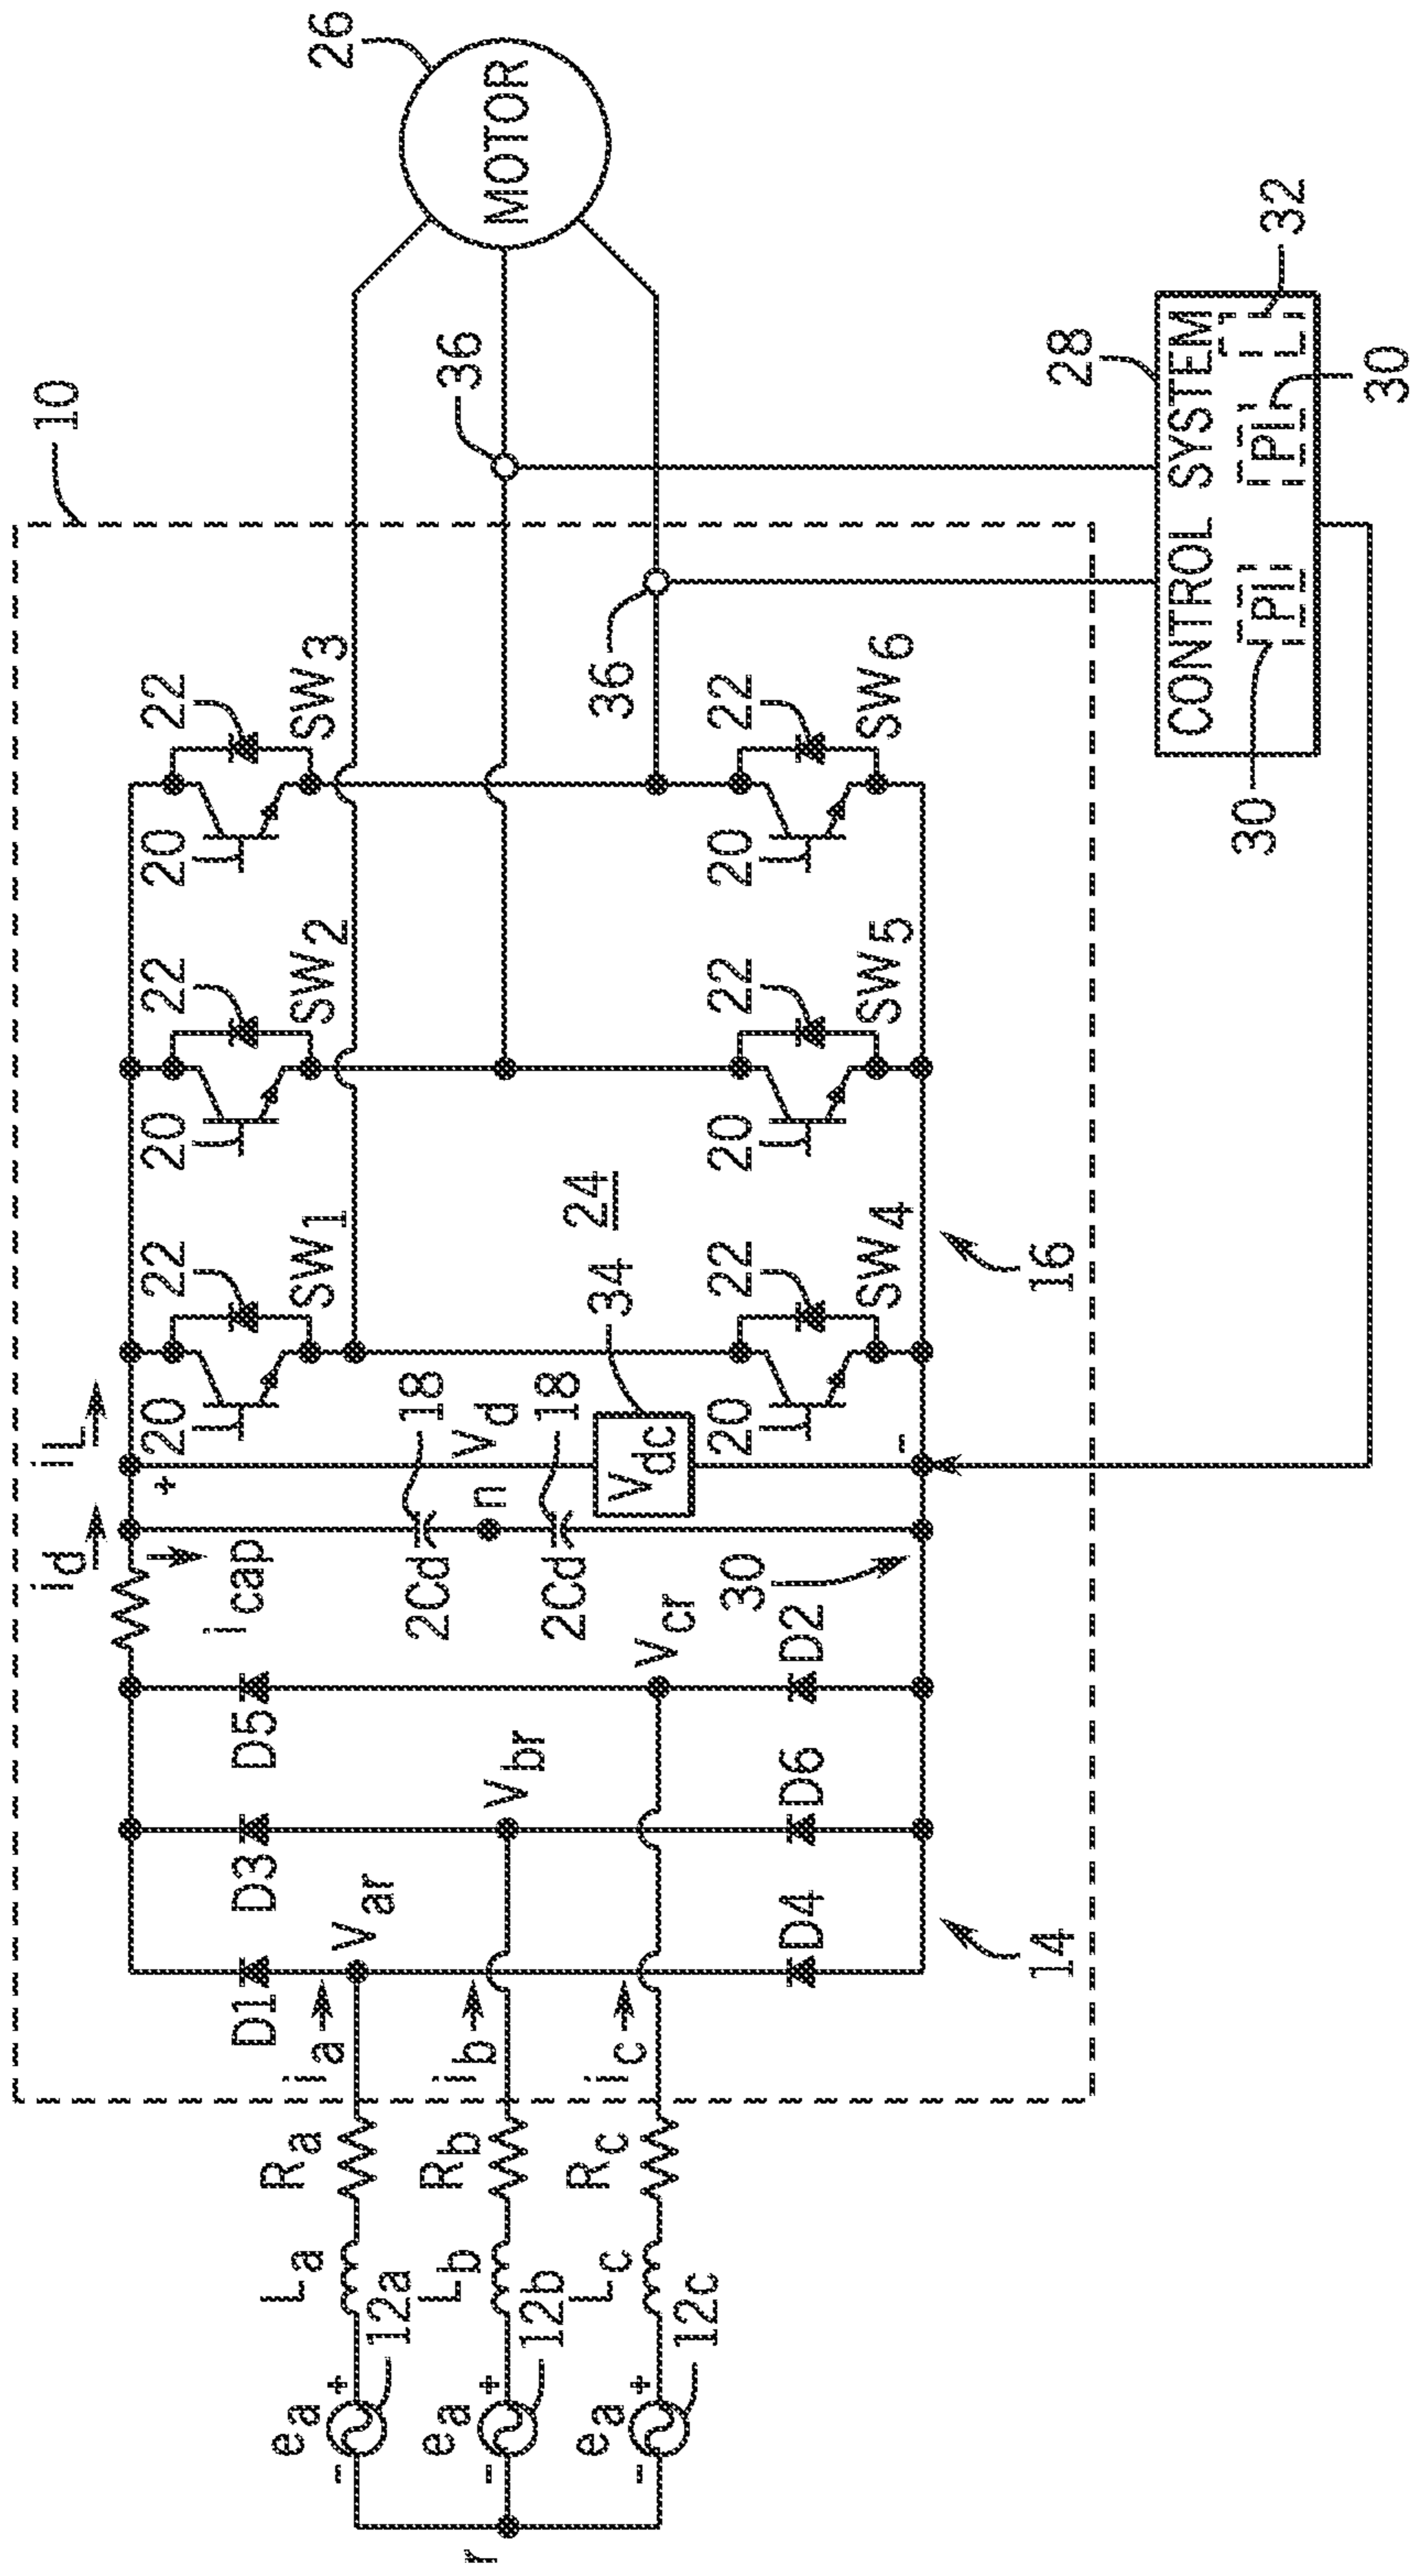 10
26
MOTOR
36
36
28
CONTROL SYSTEM
PI
PI
30
30
32
id
iL
icap
+
-
20
22
SW1
20
22
SW2
20
22
SW3
20
22
SW4
20
22
SW5
20
22
SW6
24
34
Vdc
Vd
18
2Cd
n
18
2Cd
30
16
14
D1
D3
D5
D4
D6
D2
Var
Vbr
Vcr
ia
ib
ic
Ra
Rb
Rc
La
Lb
Lc
ea
- +
12a
ea
- +
12b
ea
- +
12c
r